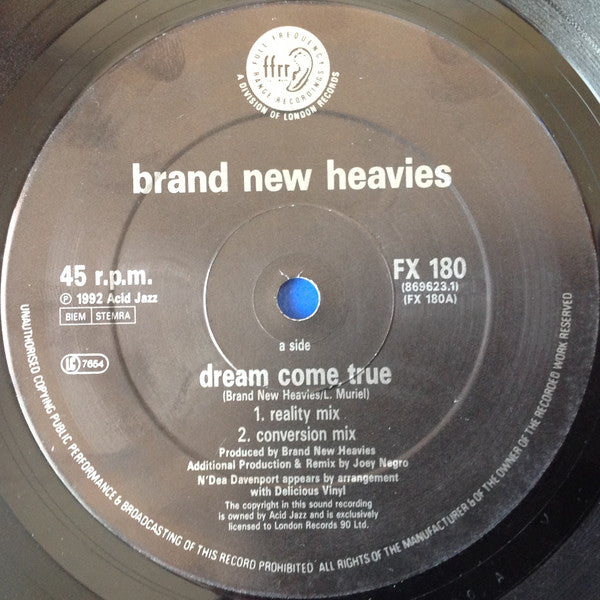 FULL FREQUENCY
ffrr
RANGE RECORDINGS
A DIVISION OF LONDON RECORDS
brand new heavies
45 r.p.m.
℗ 1992 Acid Jazz
BIEM STEMRA
LC 7654
FX 180
(869623.1)
(FX 180A)
a side
dream come true
(Brand New Heavies/L. Muriel)
1. reality mix
2. conversion mix
Produced by Brand New Heavies
Additional Production & Remix by Joey Negro
N'Dea Davenport appears by arrangement
with Delicious Vinyl
The copyright in this sound recording
is owned by Acid Jazz and is exclusively
licensed to London Records 90 Ltd.
UNAUTHORISED COPYING PUBLIC PERFORMANCE & BROADCASTING OF THIS RECORD PROHIBITED ALL RIGHTS OF THE MANUFACTURER & OF THE OWNER OF THE RECORDED WORK RESERVED